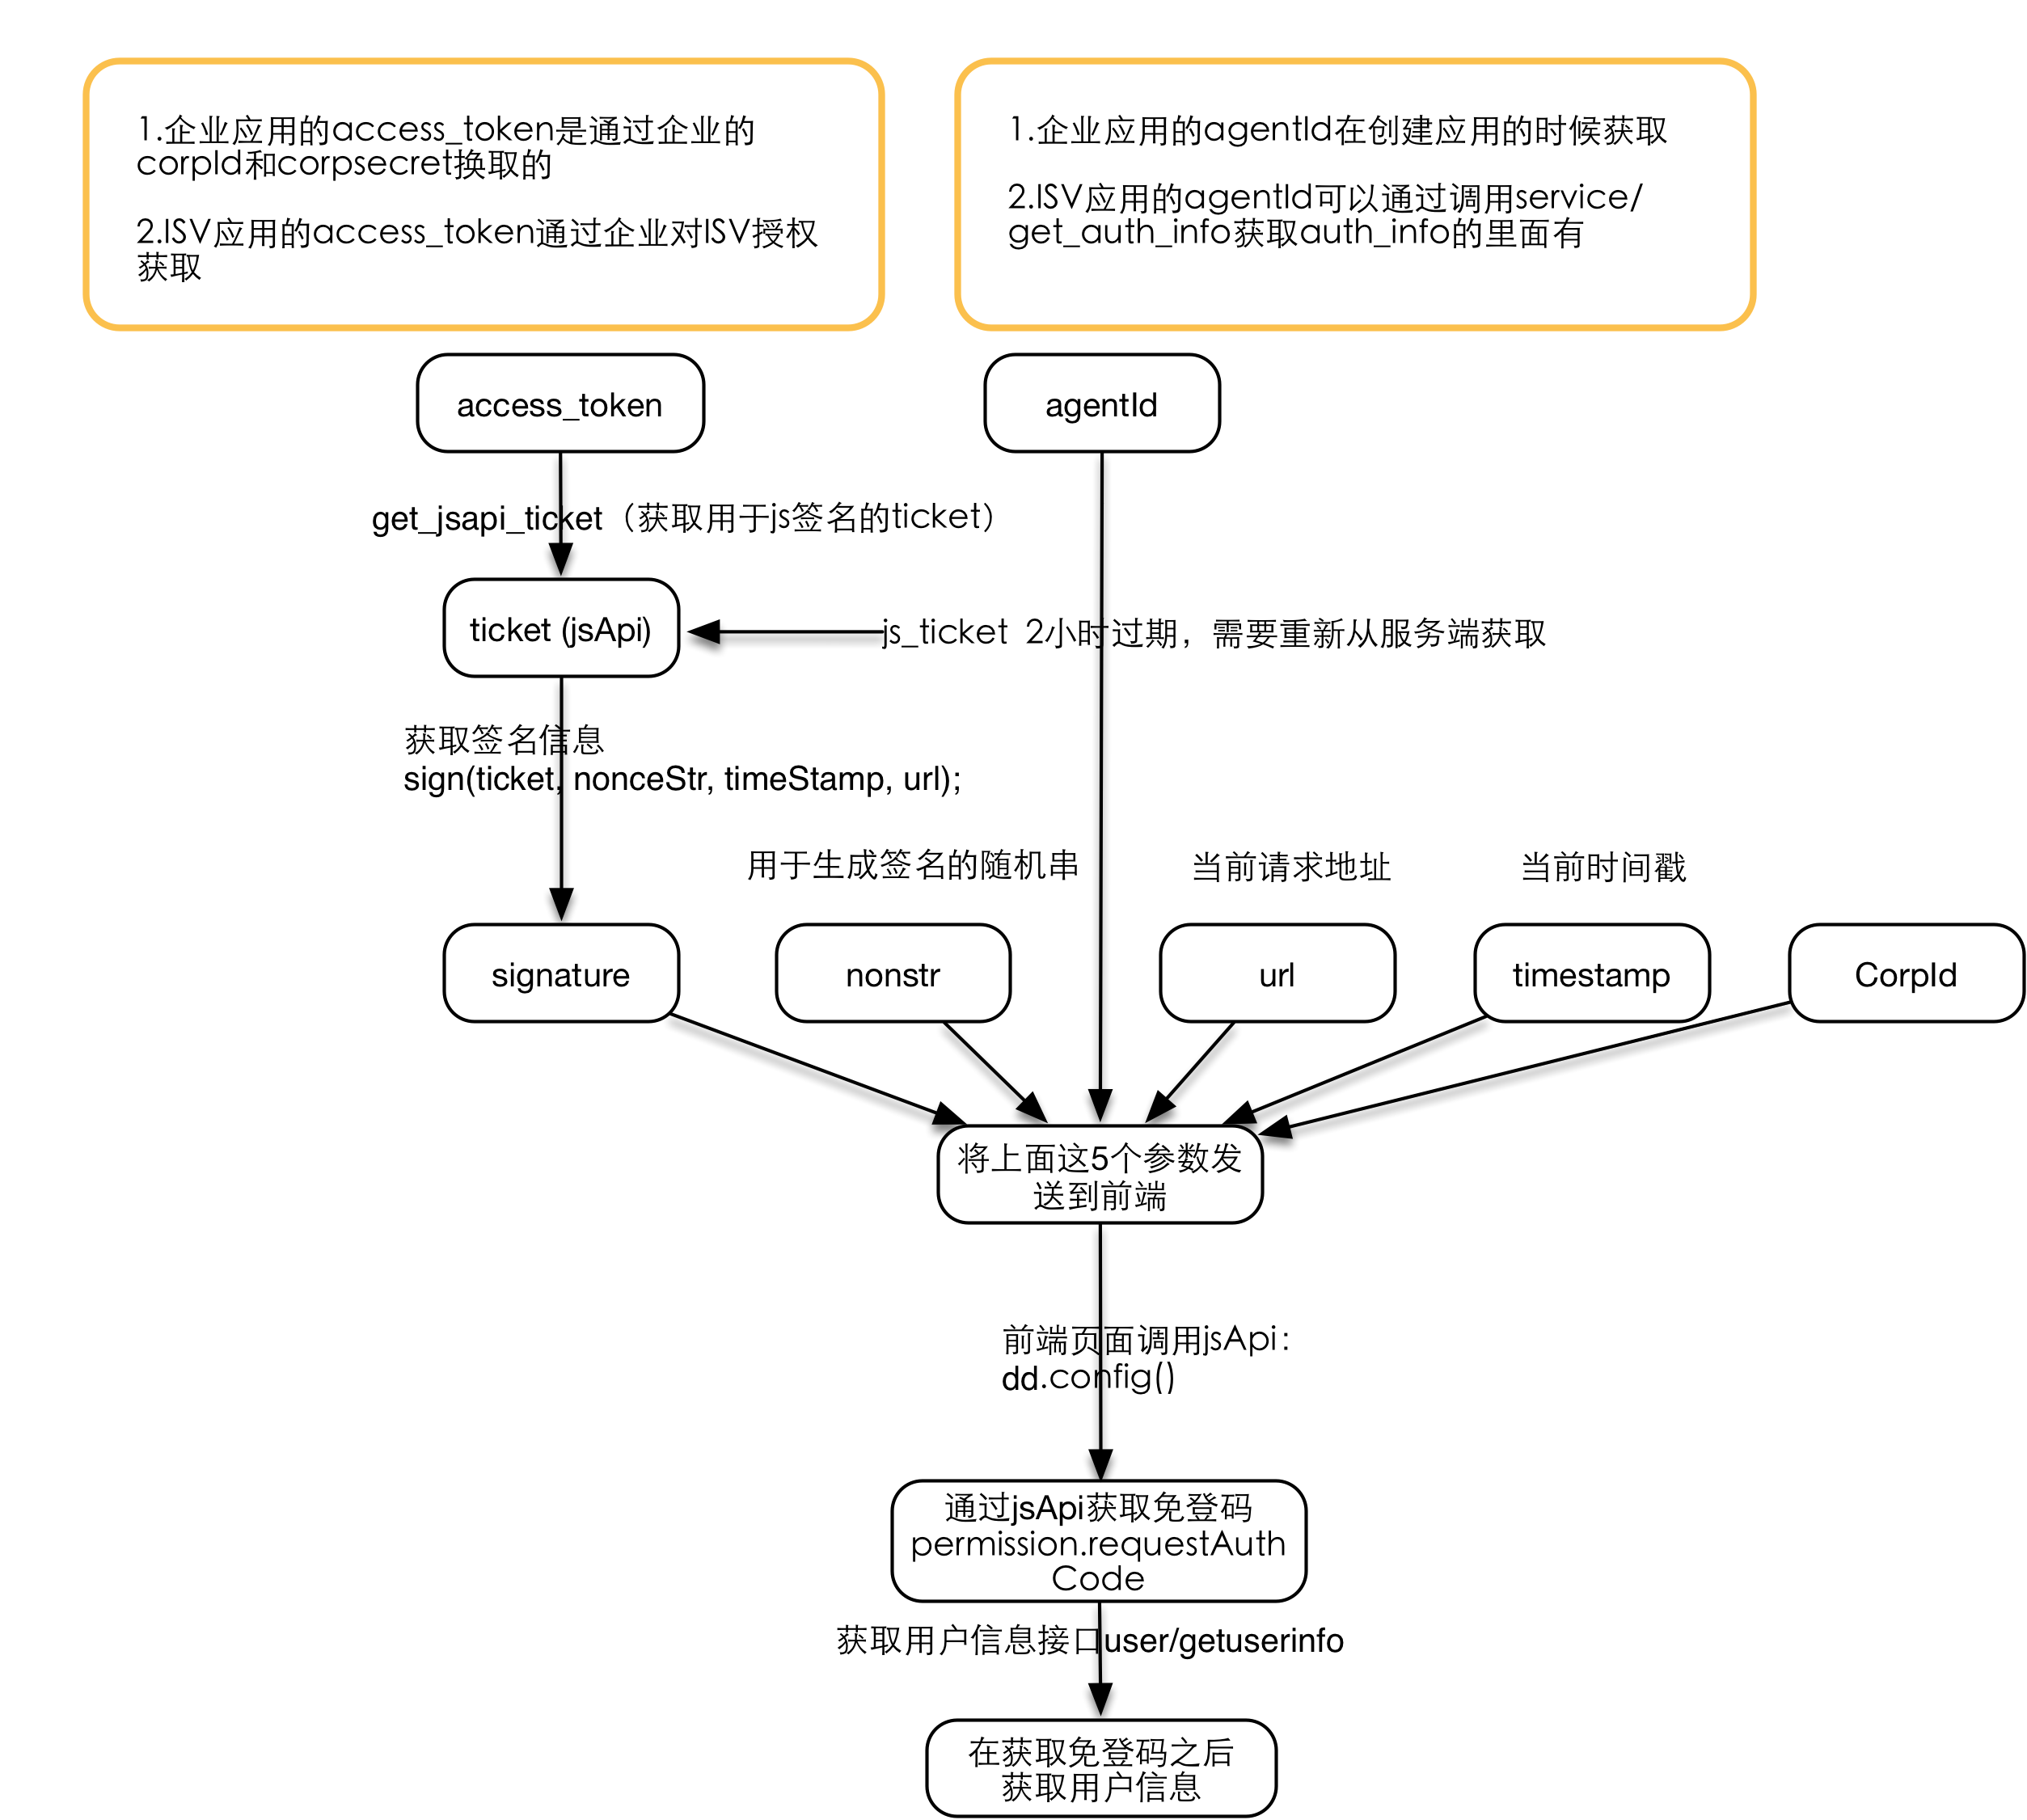 1.企业应用的access_token是通过企业的
corpId和corpsecret换取的
2.ISV应用的access_token通过企业对ISV授权
获取
1.企业应用的agentId在创建应用的时候获取
2.ISV应用的agentId可以通过调用service/
get_auth_info获取auth_info的里面有
access_token
agentId
get_jsapi_ticket（获取用于js签名的ticket）
ticket (jsApi)
js_ticket 2小时过期，需要重新从服务端获取
获取签名信息
sign(ticket, nonceStr, timeStamp, url);
用于生成签名的随机串
当前请求地址
当前时间戳
signature
nonstr
url
timestamp
CorpId
将上面这5个参数发
送到前端
前端页面调用jsApi：
dd.config()
通过jsApi获取免登码
permission.requestAuth
Code
获取用户信息接口user/getuserinfo
在获取免登码之后
获取用户信息